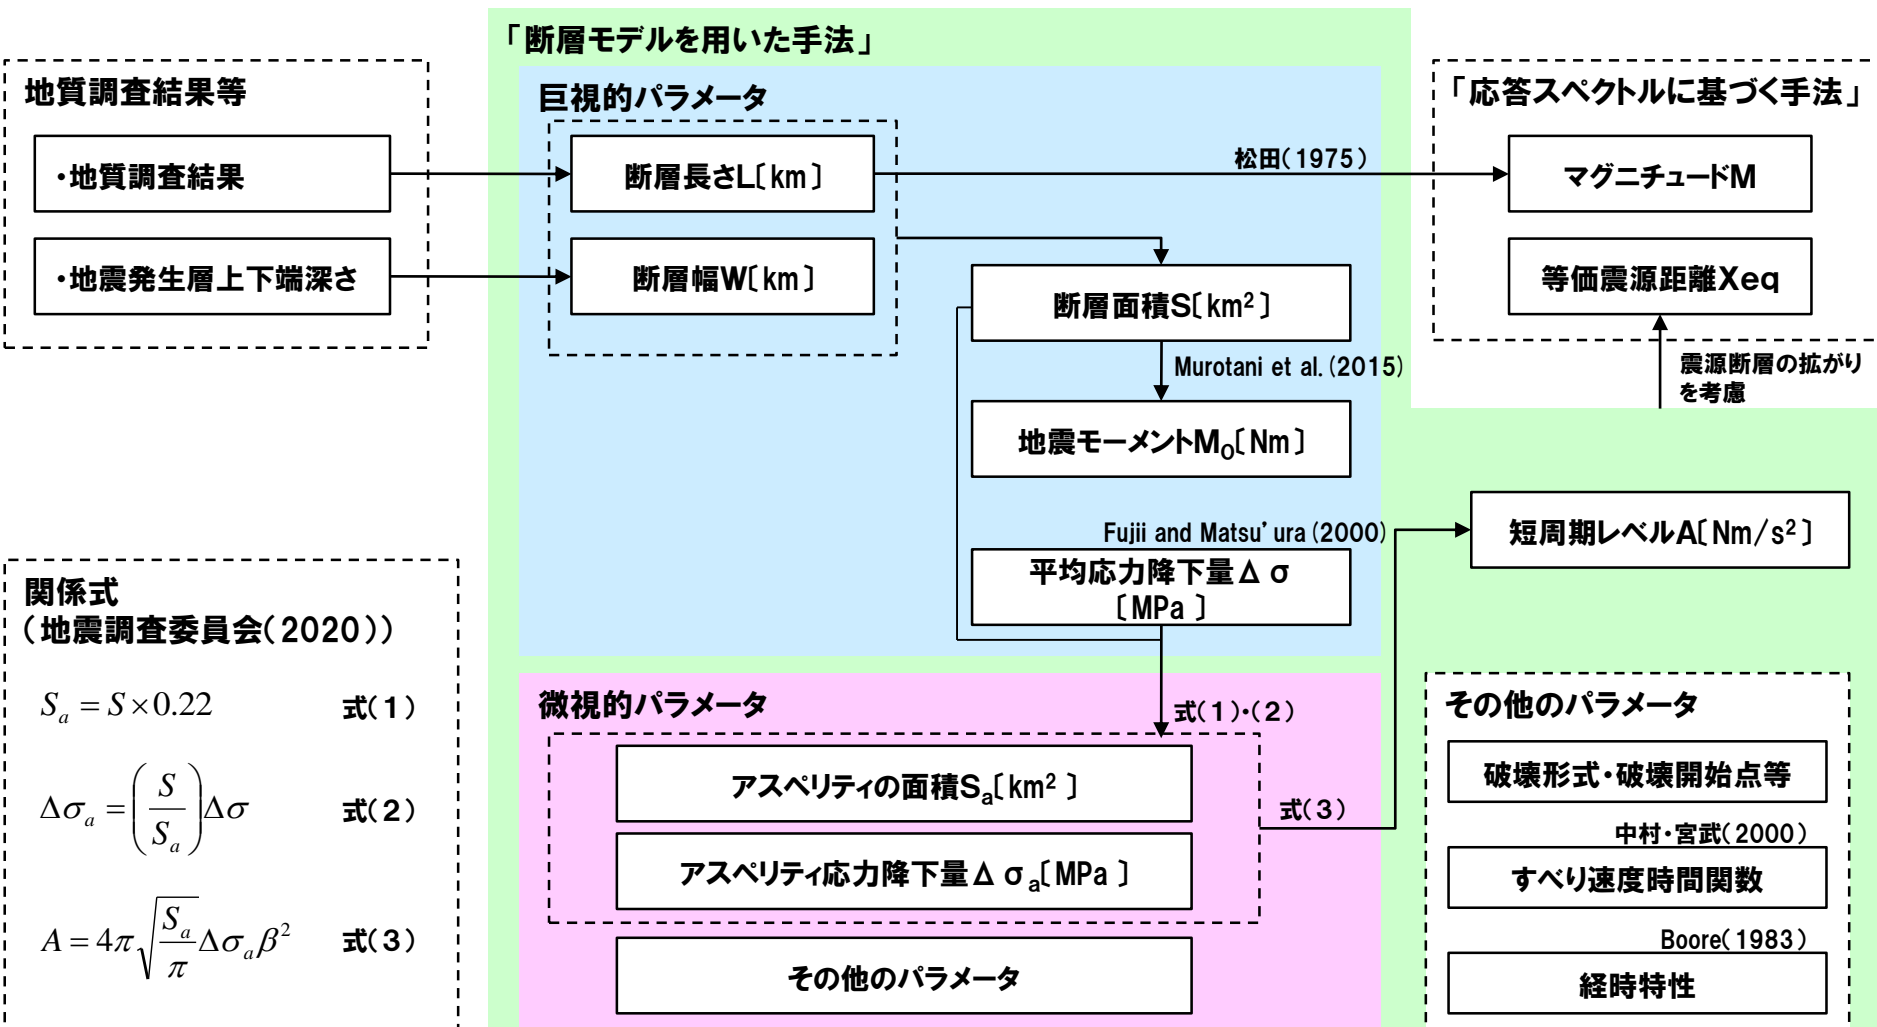 「断層モデルを用いた手法」
地質調査結果等
・地質調査結果
・地震発生層上下端深さ
巨視的パラメータ
断層長さL〔km〕
断層幅W〔km〕
松田(1975)
「応答スペクトルに基づく手法」
マグニチュードM
等価震源距離Xeq
断層面積S〔km²〕
Murotani et al.(2015)
震源断層の拡がり
を考慮
地震モーメントM₀〔Nm〕
Fujii and Matsu'ura(2000)
平均応力降下量Δσ
〔MPa〕
短周期レベルA〔Nm/s²〕
関係式
(地震調査委員会(2020))
Sₐ = S×0.22 式(1)
Δσₐ = (S/Sₐ)Δσ 式(2)
A = 4π√(Sₐ/π)Δσₐβ² 式(3)
微視的パラメータ
式(1)・(2)
アスペリティの面積Sₐ〔km²〕
アスペリティ応力降下量Δσₐ〔MPa〕
式(3)
その他のパラメータ
その他のパラメータ
破壊形式・破壊開始点等
中村・宮武(2000)
すべり速度時間関数
Boore(1983)
経時特性